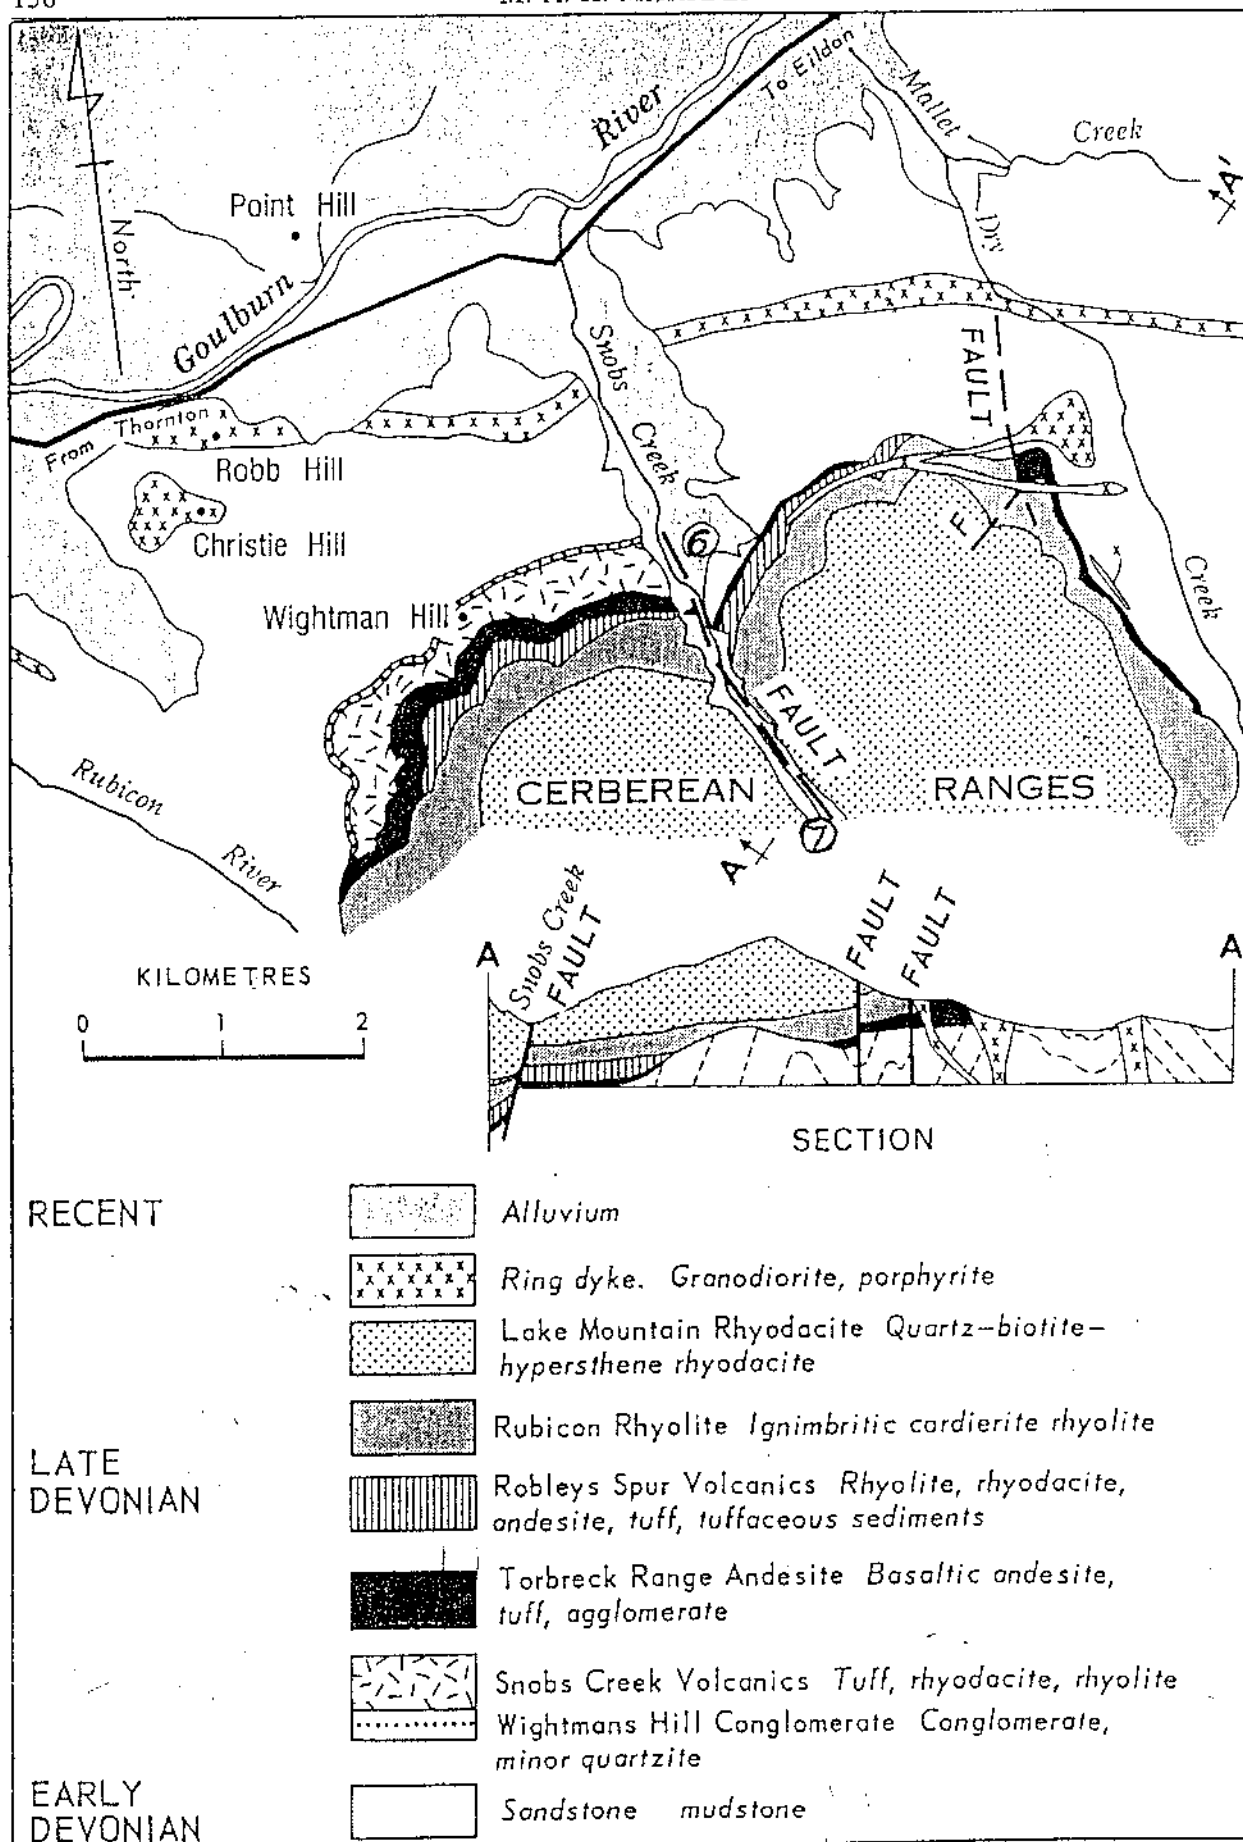 To Eildon
River
Mallet
Creek
A'
Point Hill
North
Dry
Goulburn
Snobs
Creek
FAULT
From Thornton
Robb Hill
Christie Hill
6
F
Wightman Hill
Creek
FAULT
Rubicon
River
CERBEREAN RANGES
7
A
KILOMETRES
0 1 2
A
Snobs Creek
FAULT
FAULT
FAULT
A
SECTION
RECENT
Alluvium
Ring dyke. Granodiorite, porphyrite
Lake Mountain Rhyodacite Quartz-biotite-
hypersthene rhyodacite
Rubicon Rhyolite Ignimbritic cordierite rhyolite
LATE
DEVONIAN
Robleys Spur Volcanics Rhyolite, rhyodacite,
andesite, tuff, tuffaceous sediments
Torbreck Range Andesite Basaltic andesite,
tuff, agglomerate
Snobs Creek Volcanics Tuff, rhyodacite, rhyolite
Wightmans Hill Conglomerate Conglomerate,
minor quartzite
EARLY
DEVONIAN
Sandstone mudstone